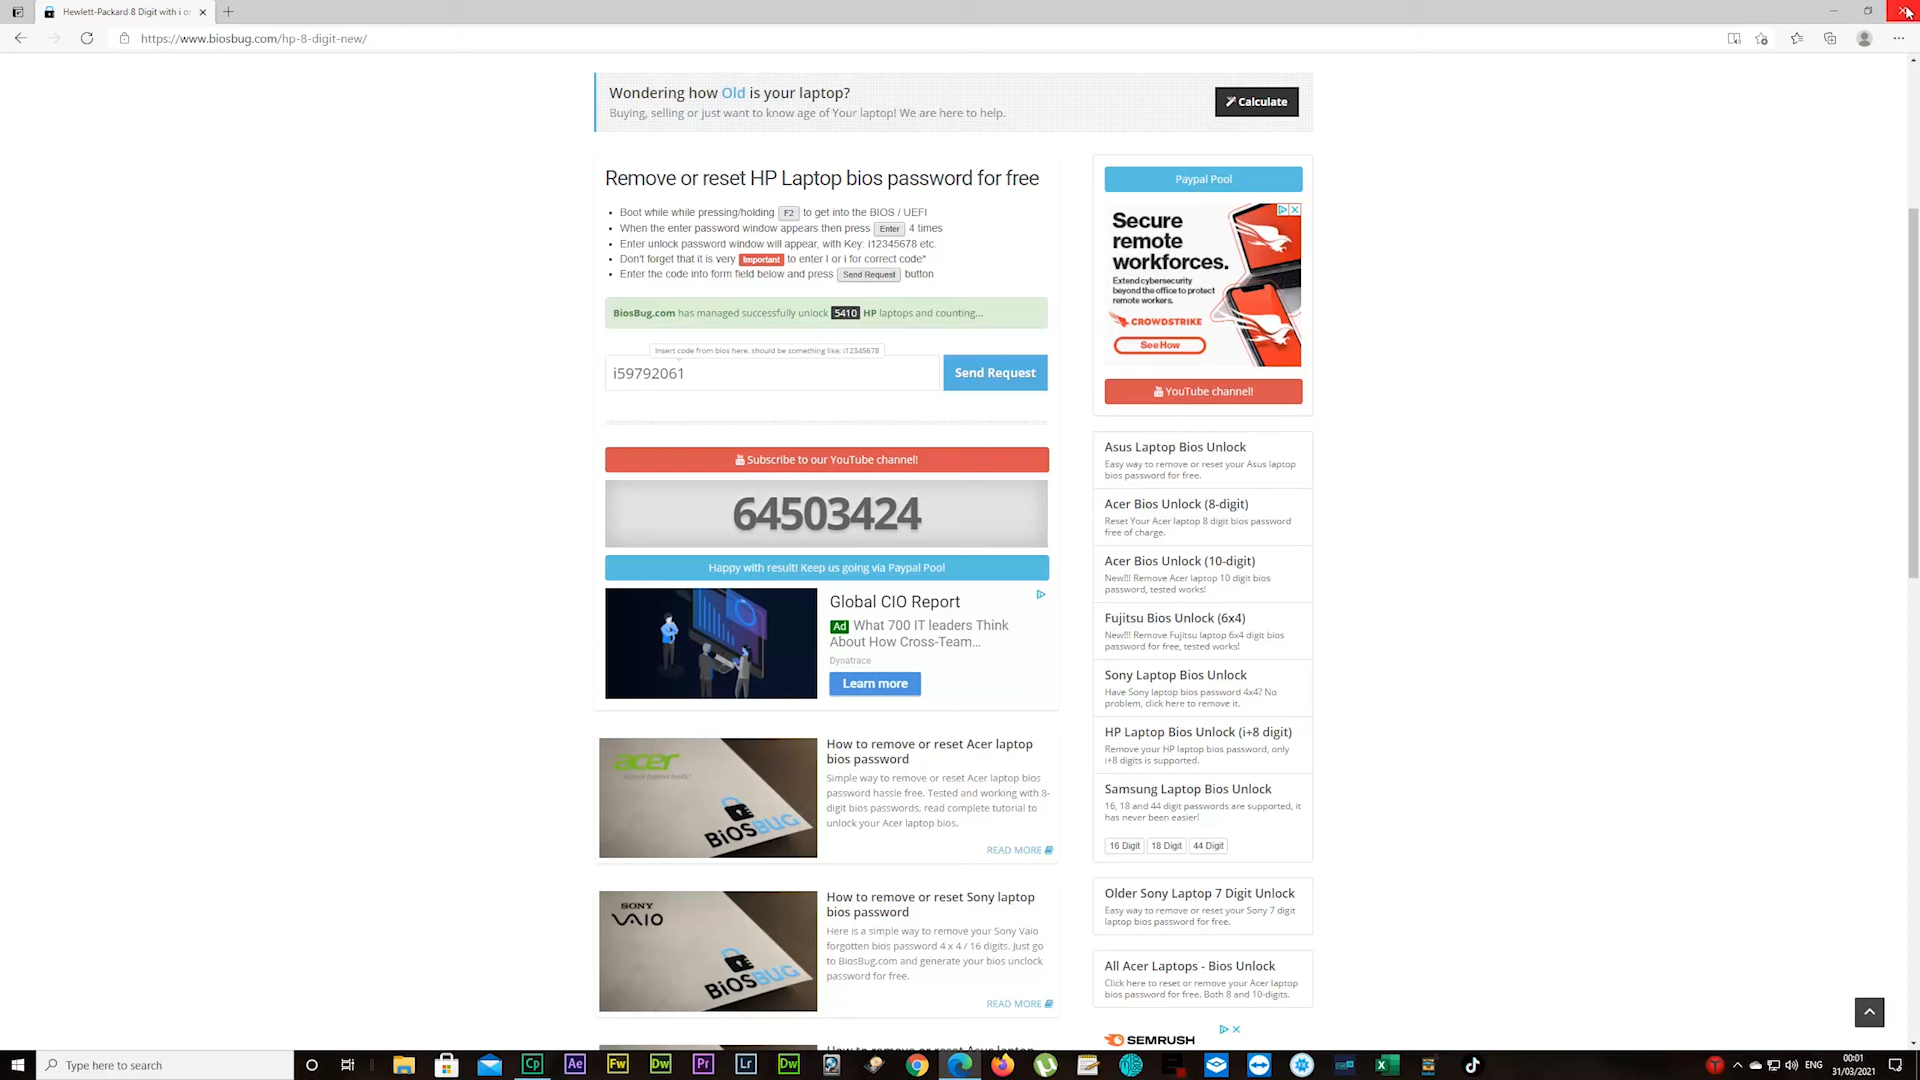 Hewlett-Packard 8 Digit with i o
https://www.biosbug.com/hp-8-digit-new/
Wondering how Old is your laptop?
Buying, selling or just want to know age of Your laptop! We are here to help.
Calculate
Remove or reset HP Laptop bios password for free
Boot while while pressing/holding F2 to get into the BIOS / UEFI
When the enter password window appears then press Enter 4 times
Enter unlock password window will appear, with Key: i12345678 etc.
Don't forget that it is very Important to enter I or i for correct code*
Enter the code into form field below and press Send Request button
BiosBug.com has managed successfully unlock 5410 HP laptops and counting...
Insert code from bios here, should be something like: i12345678
i59792061
Send Request
Subscribe to our YouTube channel!
64503424
Happy with result! Keep us going via Paypal Pool
Global CIO Report
Ad What 700 IT leaders Think
About How Cross-Team...
Dynatrace
Learn more
acer
BiOSBUG
How to remove or reset Acer laptop
bios password
Simple way to remove or reset Acer laptop bios
password hassle free. Tested and working with 8-
digit bios passwords, read complete tutorial to
unlock your Acer laptop bios.
READ MORE
SONY
VAIO
BiOSBUG
How to remove or reset Sony laptop
bios password
Here is a simple way to remove your Sony Vaio
forgotten bios password 4 x 4 / 16 digits. Just go
to BiosBug.com and generate your bios unclock
password for free.
READ MORE
Paypal Pool
Secure
remote
workforces.
Extend cybersecurity
beyond the office to protect
remote workers.
CROWDSTRIKE
See How
YouTube channel!
Asus Laptop Bios Unlock
Easy way to remove or reset your Asus laptop
bios password for free.
Acer Bios Unlock (8-digit)
Reset Your Acer laptop 8 digit bios password
free of charge.
Acer Bios Unlock (10-digit)
New!!! Remove Acer laptop 10 digit bios
password, tested works!
Fujitsu Bios Unlock (6x4)
New!!! Remove Fujitsu laptop 6x4 digit bios
password for free, tested works!
Sony Laptop Bios Unlock
Have Sony laptop bios password 4x4? No
problem, click here to remove it.
HP Laptop Bios Unlock (i+8 digit)
Remove your HP laptop bios password, only
i+8 digits is supported.
Samsung Laptop Bios Unlock
16, 18 and 44 digit passwords are supported, it
has never been easier!
16 Digit 18 Digit 44 Digit
Older Sony Laptop 7 Digit Unlock
Easy way to remove or reset your Sony 7 digit
laptop bios password for free.
All Acer Laptops - Bios Unlock
Click here to reset or remove your Acer laptop
bios password for free. Both 8 and 10-digits.
SEMRUSH
Type here to search
Cp Ae Fw Dw Pr Lr Dw
ENG
00:01
31/03/2021